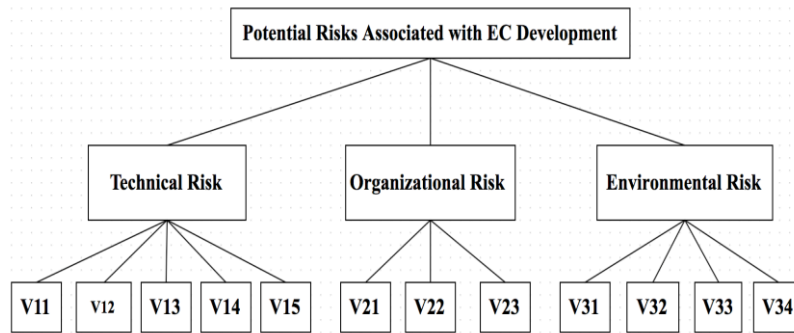 Potential Risks Associated with EC Development
Technical Risk
Organizational Risk
Environmental Risk
V11
V12
V13
V14
V15
V21
V22
V23
V31
V32
V33
V34